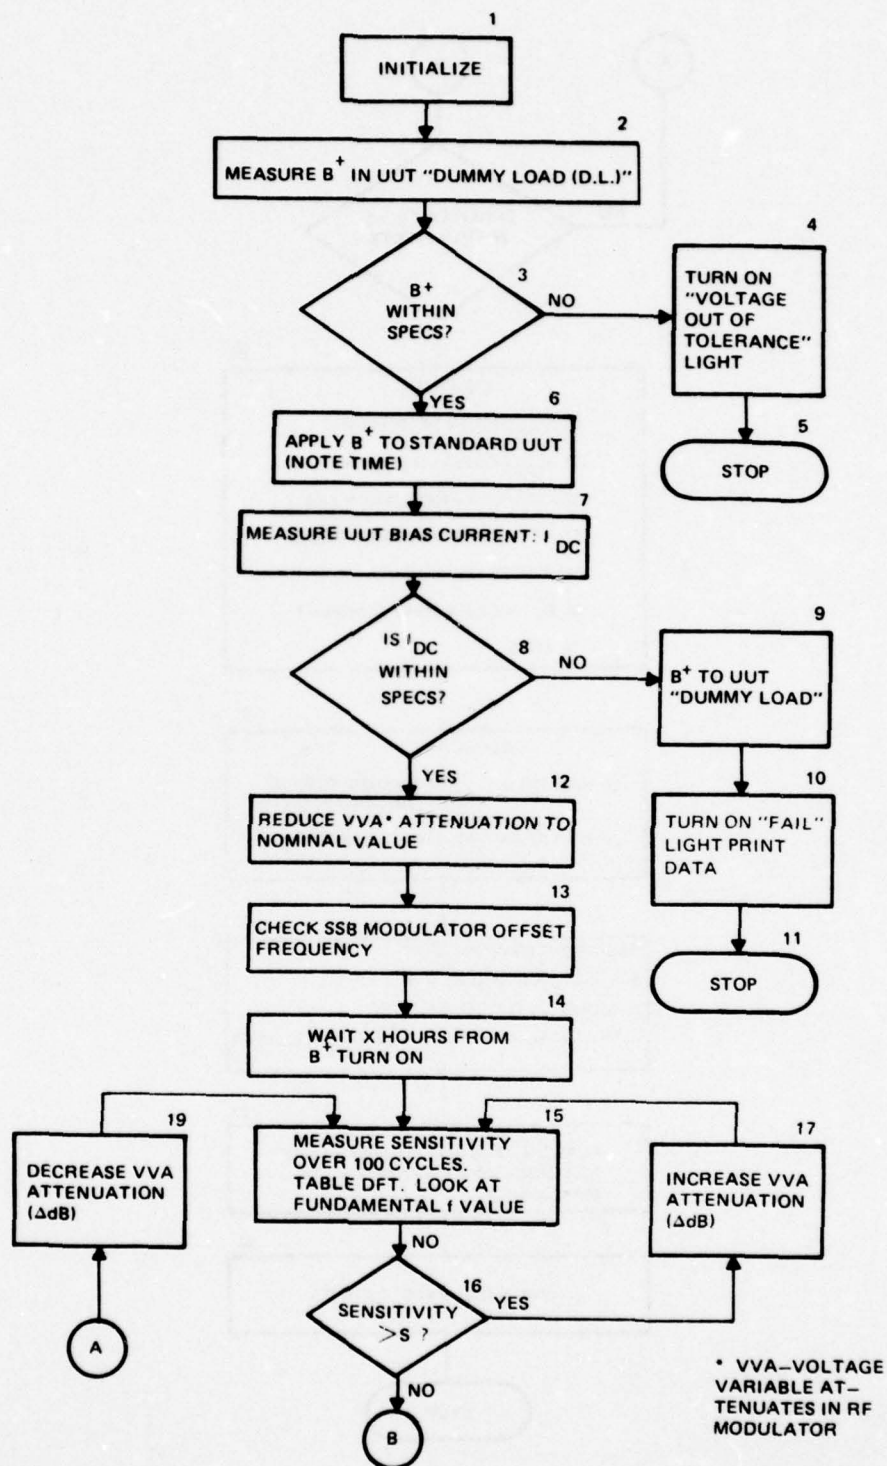 1
INITIALIZE
2
MEASURE B+ IN UUT "DUMMY LOAD (D.L.)"
3
B+
WITHIN
SPECS?
NO
4
TURN ON
"VOLTAGE
OUT OF
TOLERANCE"
LIGHT
5
STOP
YES
6
APPLY B+ TO STANDARD UUT
(NOTE TIME)
7
MEASURE UUT BIAS CURRENT: I DC
8
IS I DC
WITHIN
SPECS?
NO
9
B+ TO UUT
"DUMMY LOAD"
10
TURN ON "FAIL"
LIGHT PRINT
DATA
11
STOP
YES
12
REDUCE VVA* ATTENUATION TO
NOMINAL VALUE
13
CHECK SSB MODULATOR OFFSET
FREQUENCY
14
WAIT X HOURS FROM
B+ TURN ON
15
MEASURE SENSITIVITY
OVER 100 CYCLES.
TABLE DFT. LOOK AT
FUNDAMENTAL f VALUE
19
DECREASE VVA
ATTENUATION
(ΔdB)
A
17
INCREASE VVA
ATTENUATION
(ΔdB)
NO
16
SENSITIVITY
>S ?
YES
NO
B
* VVA–VOLTAGE
VARIABLE AT–
TENUATES IN RF
MODULATOR